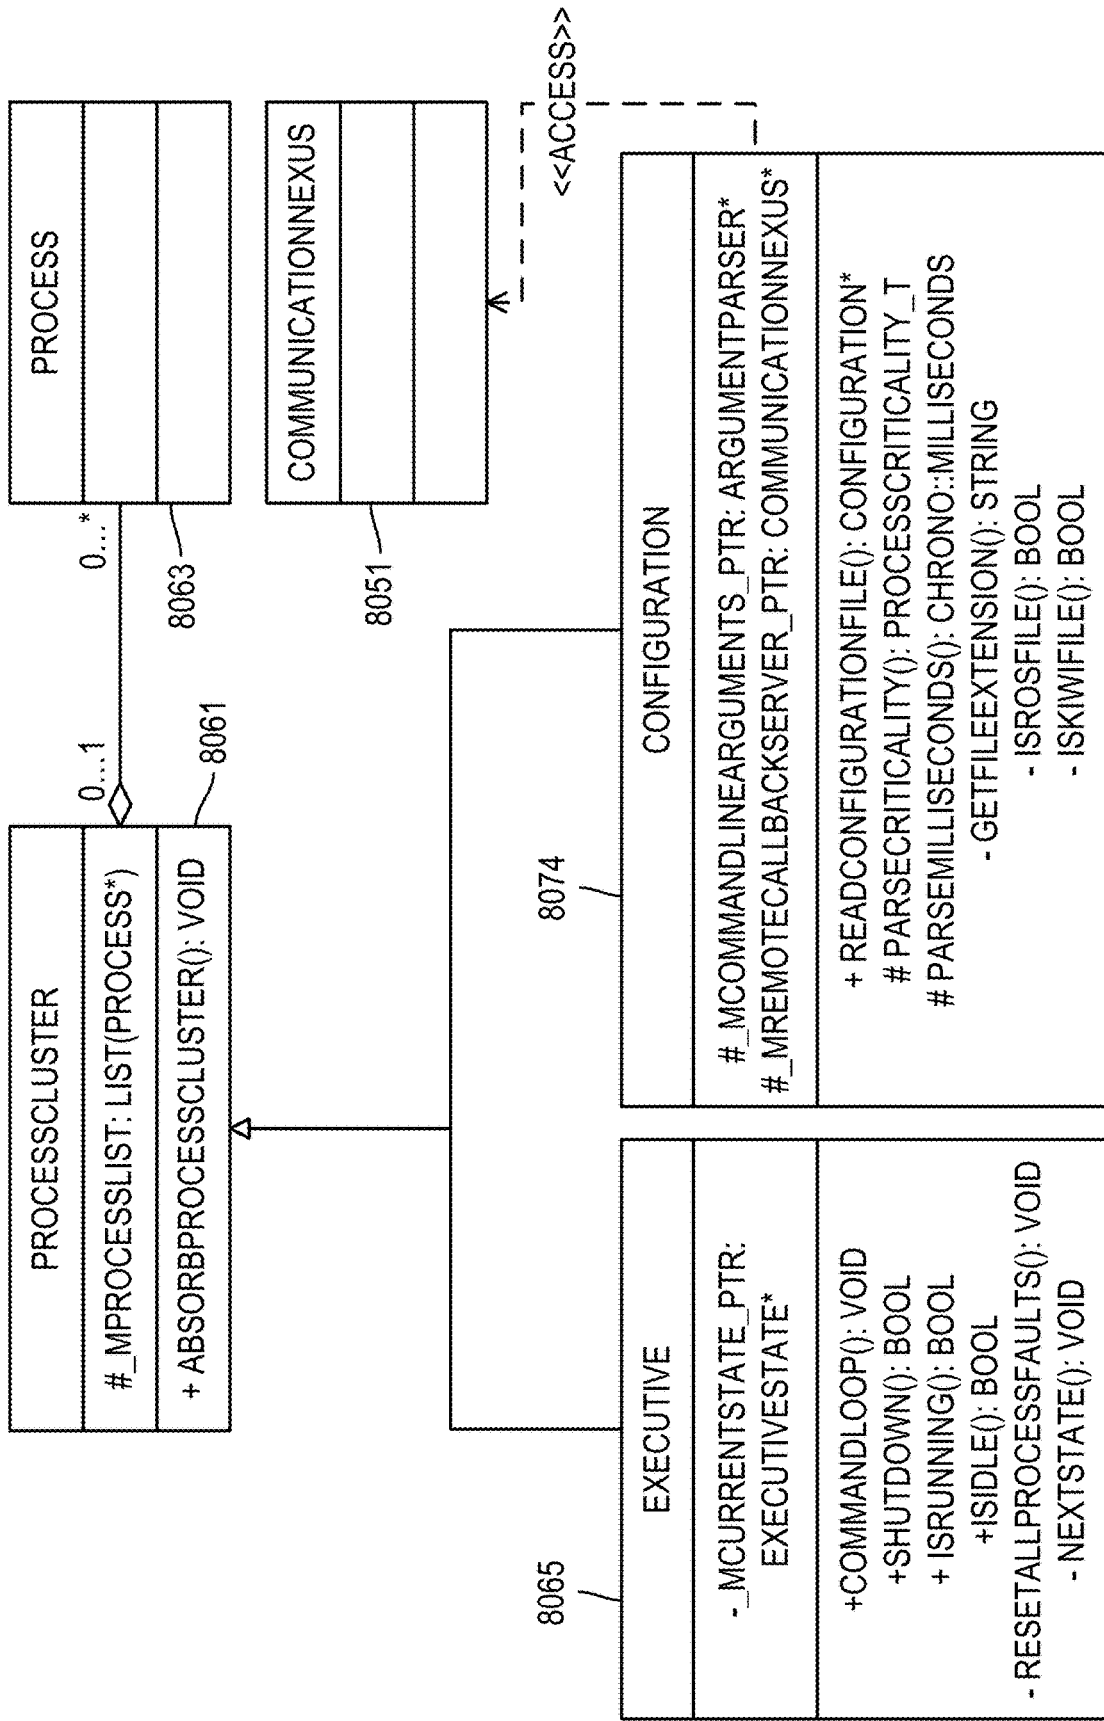 PROCESSCLUSTER
#_MPROCESSLIST: LIST(PROCESS*)
+ ABSORBPROCESSCLUSTER(): VOID
8061
0...1
0...*
PROCESS
8063
COMMUNICATIONNEXUS
8051
<<ACCESS>>
8065
EXECUTIVE
-_MCURRENTSTATE_PTR:
EXECUTIVESTATE*
+COMMANDLOOP(): VOID
+SHUTDOWN(): BOOL
+ ISRUNNING(): BOOL
+ISIDLE(): BOOL
- RESETALLPROCESSFAULTS(): VOID
- NEXTSTATE(): VOID
8074
CONFIGURATION
#_MCOMMANDLINEARGUMENTS_PTR: ARGUMENTPARSER*
#_MREMOTECALLBACKSERVER_PTR: COMMUNICATIONNEXUS*
+ READCONFIGURATIONFILE(): CONFIGURATION*
# PARSECRITICALITY(): PROCESSCRITICALITY_T
# PARSEMILLISECONDS(): CHRONO::MILLISECONDS
- GETFILEEXTENSION(): STRING
- ISROSFILE(): BOOL
- ISKIWIFILE(): BOOL